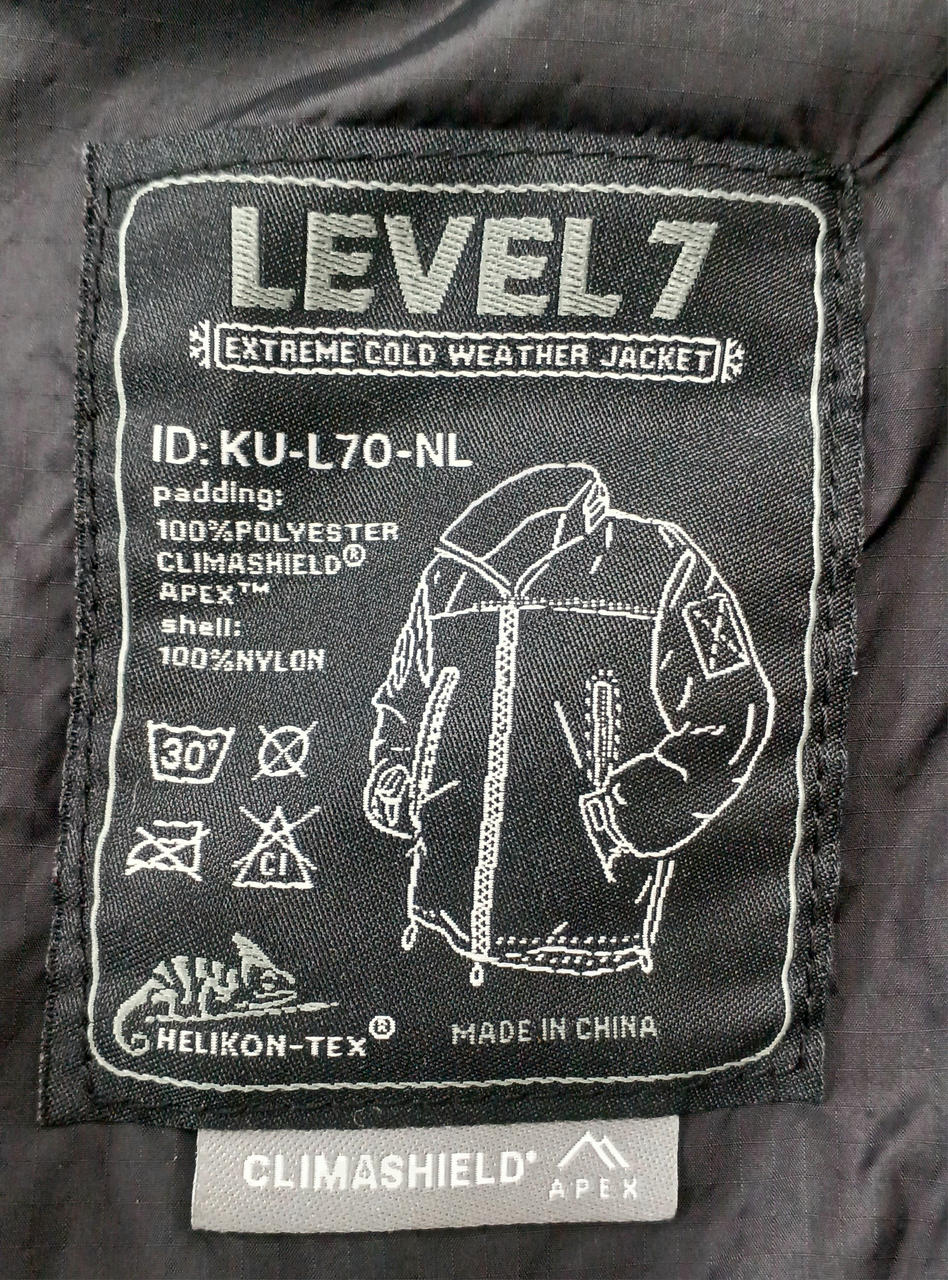 LEVEL 7
EXTREME COLD WEATHER JACKET
ID: KU-L70-NL
padding:
100%POLYESTER
CLIMASHIELD®
APEX™
shell:
100%NYLON
30°
CL
HELIKON-TEX®
MADE IN CHINA
CLIMASHIELD®
APEX